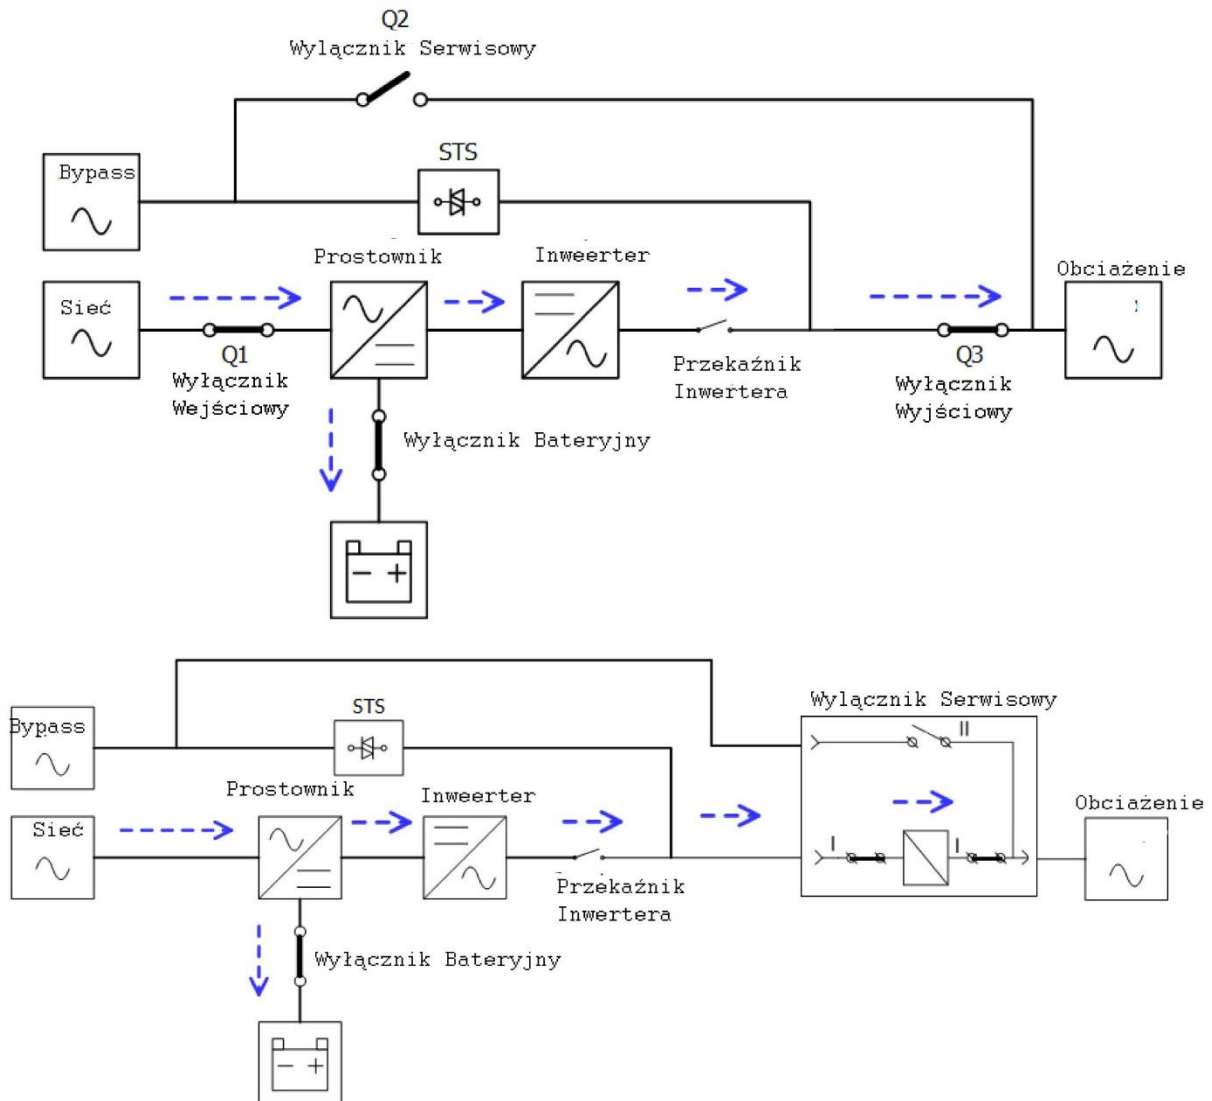 Q2
Wyłącznik Serwisowy
Bypass
STS
Prostownik
Inweerter
Obciażenie
Sieć
Q1
Wyłącznik
Wejściowy
Przekaźnik
Inwertera
Q3
Wyłącznik
Wyjściowy
Wyłącznik Bateryjny
- +
Wyłącznik Serwisowy
STS
II
Bypass
Prostownik
Inweerter
Obciażenie
Sieć
I
I
Przekaźnik
Inwertera
Wyłącznik Bateryjny
- +